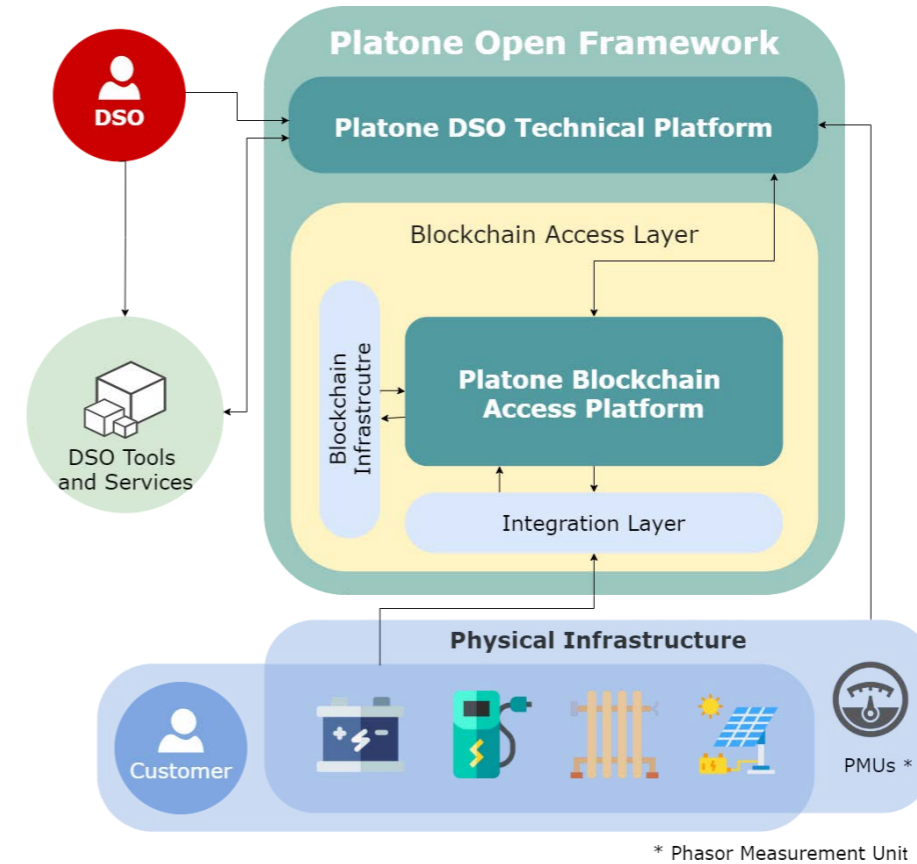 Platone Open Framework
DSO
Platone DSO Technical Platform
Blockchain Access Layer
Blockchain
Infrastrcutre
Platone Blockchain
Access Platform
DSO Tools
and Services
Integration Layer
Physical Infrastructure
Customer
PMUs *
* Phasor Measurement Unit